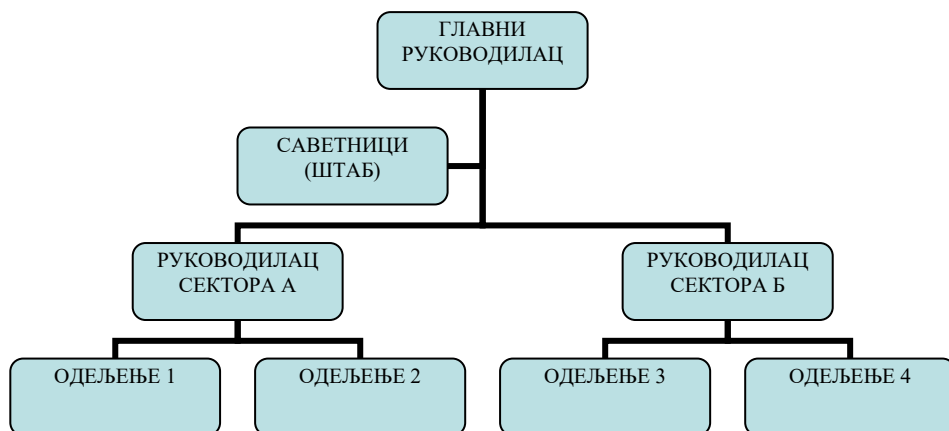 ГЛАВНИ
РУКОВОДИЛАЦ
САВЕТНИЦИ
(ШТАБ)
РУКОВОДИЛАЦ
СЕКТОРА А
РУКОВОДИЛАЦ
СЕКТОРА Б
ОДЕЉЕЊЕ 1
ОДЕЉЕЊЕ 2
ОДЕЉЕЊЕ 3
ОДЕЉЕЊЕ 4